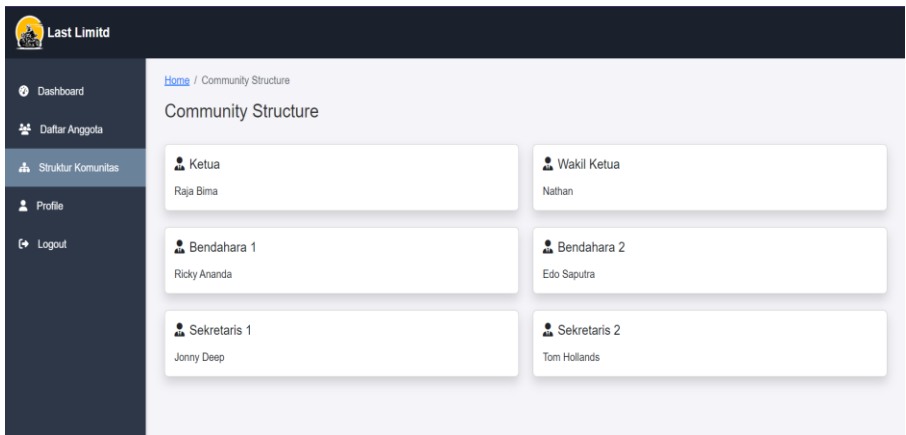 Last Limitd
Dashboard
Daftar Anggota
Struktur Komunitas
Profile
Logout
Home / Community Structure
Community Structure
Ketua
Raja Bima
Wakil Ketua
Nathan
Bendahara 1
Ricky Ananda
Bendahara 2
Edo Saputra
Sekretaris 1
Jonny Deep
Sekretaris 2
Tom Hollands